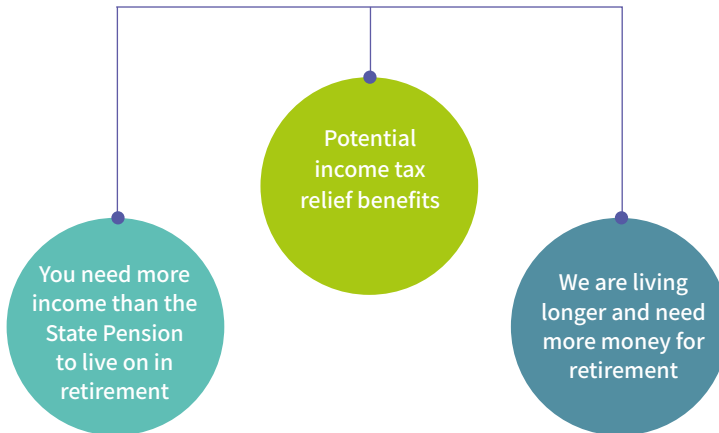 Potential
income tax
relief benefits
You need more
income than the
State Pension
to live on in
retirement
We are living
longer and need
more money for
retirement